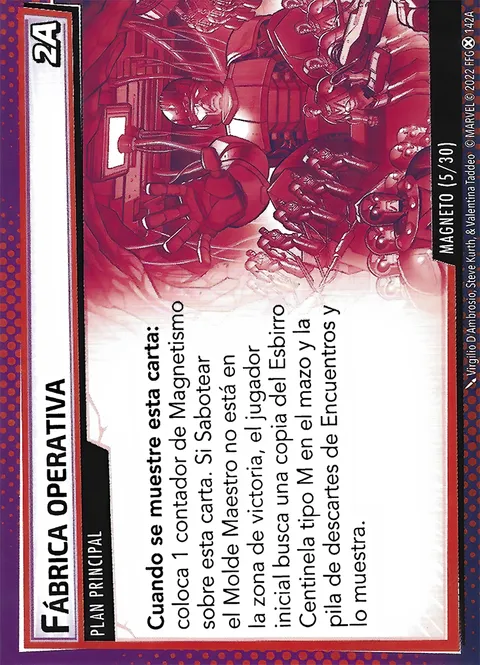 FÁBRICA OPERATIVA
2A
PLAN PRINCIPAL
Cuando se muestre esta carta:
coloca 1 contador de Magnetismo
sobre esta carta. Si Sabotear
el Molde Maestro no está en
la zona de victoria, el jugador
inicial busca una copia del Esbirro
Centinela tipo M en el mazo y la
pila de descartes de Encuentros y
lo muestra.
MAGNETO (5/30)
Virgilio D'Ambrosio, Steve Kurth, & Valentina Taddeo © MARVEL © 2022 FFG 142A